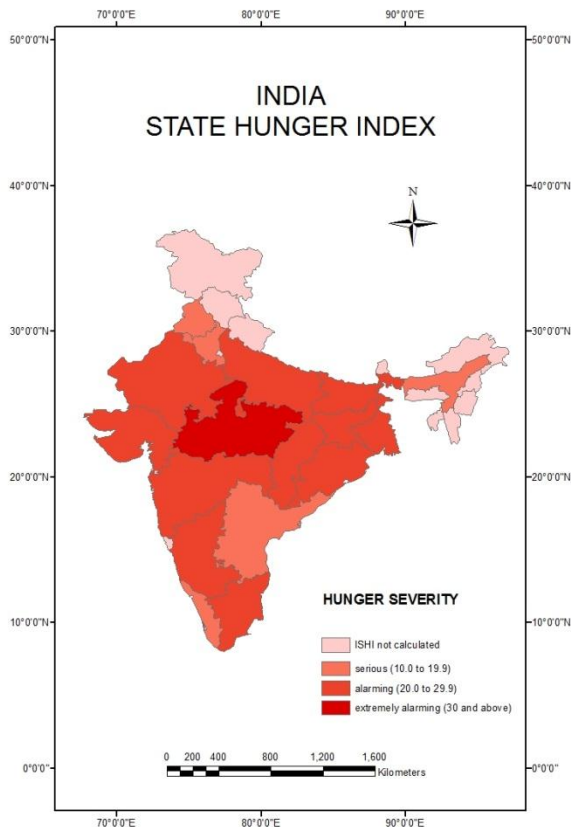 70°0'0"E 80°0'0"E 90°0'0"E
50°0'0"N 50°0'0"N
INDIA
STATE HUNGER INDEX
40°0'0"N 40°0'0"N
N
30°0'0"N 30°0'0"N
20°0'0"N 20°0'0"N
HUNGER SEVERITY
10°0'0"N 10°0'0"N
ISHI not calculated
serious (10.0 to 19.9)
alarming (20.0 to 29.9)
extremely alarming (30 and above)
0 200 400 800 1,200 1,600
Kilometers
0°0'0" 0°0'0"
70°0'0"E 80°0'0"E 90°0'0"E